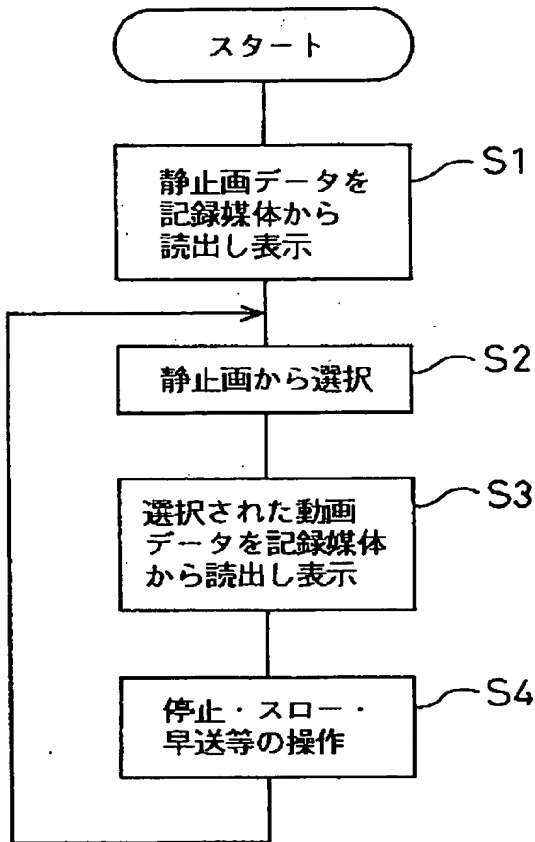 スタート
静止画データを
記録媒体から
読出し表示
S1
静止画から選択
S2
選択された動画
データを記録媒体
から読出し表示
S3
停止・スロー・
早送等の操作
S4